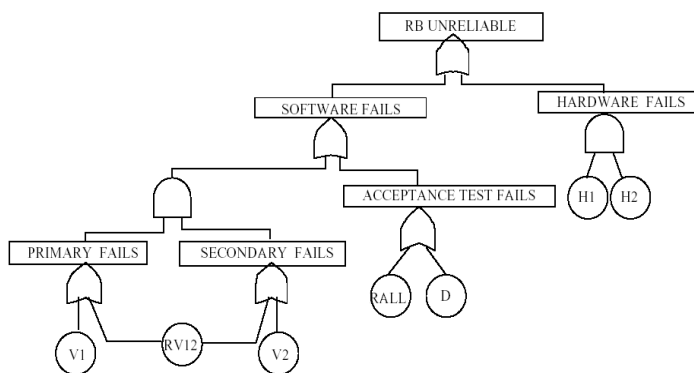 RB UNRELIABLE
SOFTWARE FAILS
HARDWARE FAILS
H1
H2
ACCEPTANCE TEST FAILS
PRIMARY FAILS
SECONDARY FAILS
RALL
D
V1
RV12
V2